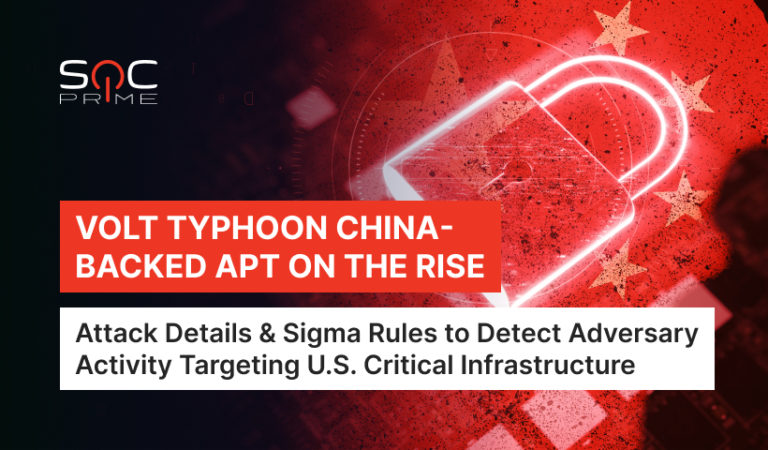 SOC
PRIME
VOLT TYPHOON CHINA-
BACKED APT ON THE RISE
Attack Details & Sigma Rules to Detect Adversary
Activity Targeting U.S. Critical Infrastructure